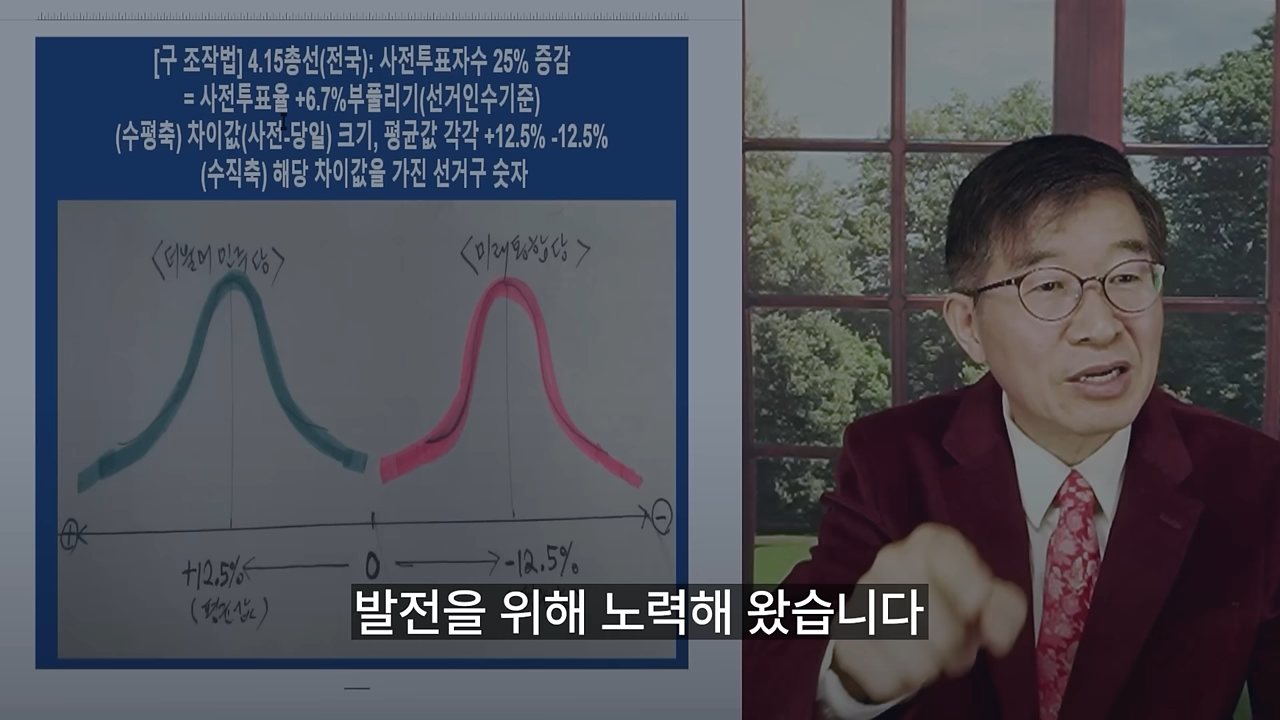 [구 조작법] 4.15총선(전국): 사전투표자수 25% 증감
= 사전투표율 +6.7%부풀리기(선거인수기준)
(수평축) 차이값(사전-당일) 크기, 평균값 각각 +12.5% -12.5%
(수직축) 해당 차이값을 가진 선거구 숫자
<더불어 민주당> <미래통합당>
+ -
+12.5% 0 -12.5%
(평균값)
발전을 위해 노력해 왔습니다